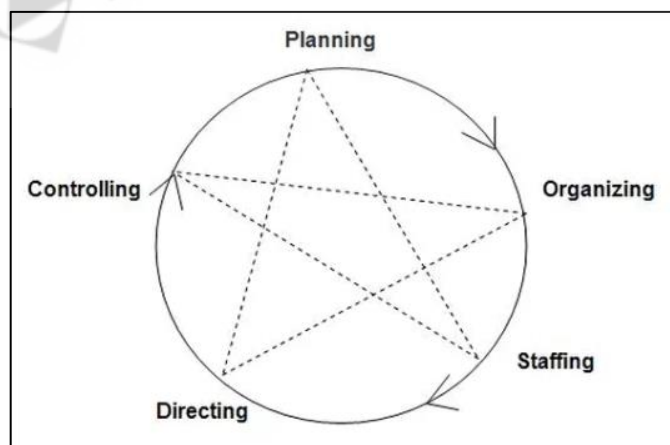 Planning
Organizing
Staffing
Directing
Controlling